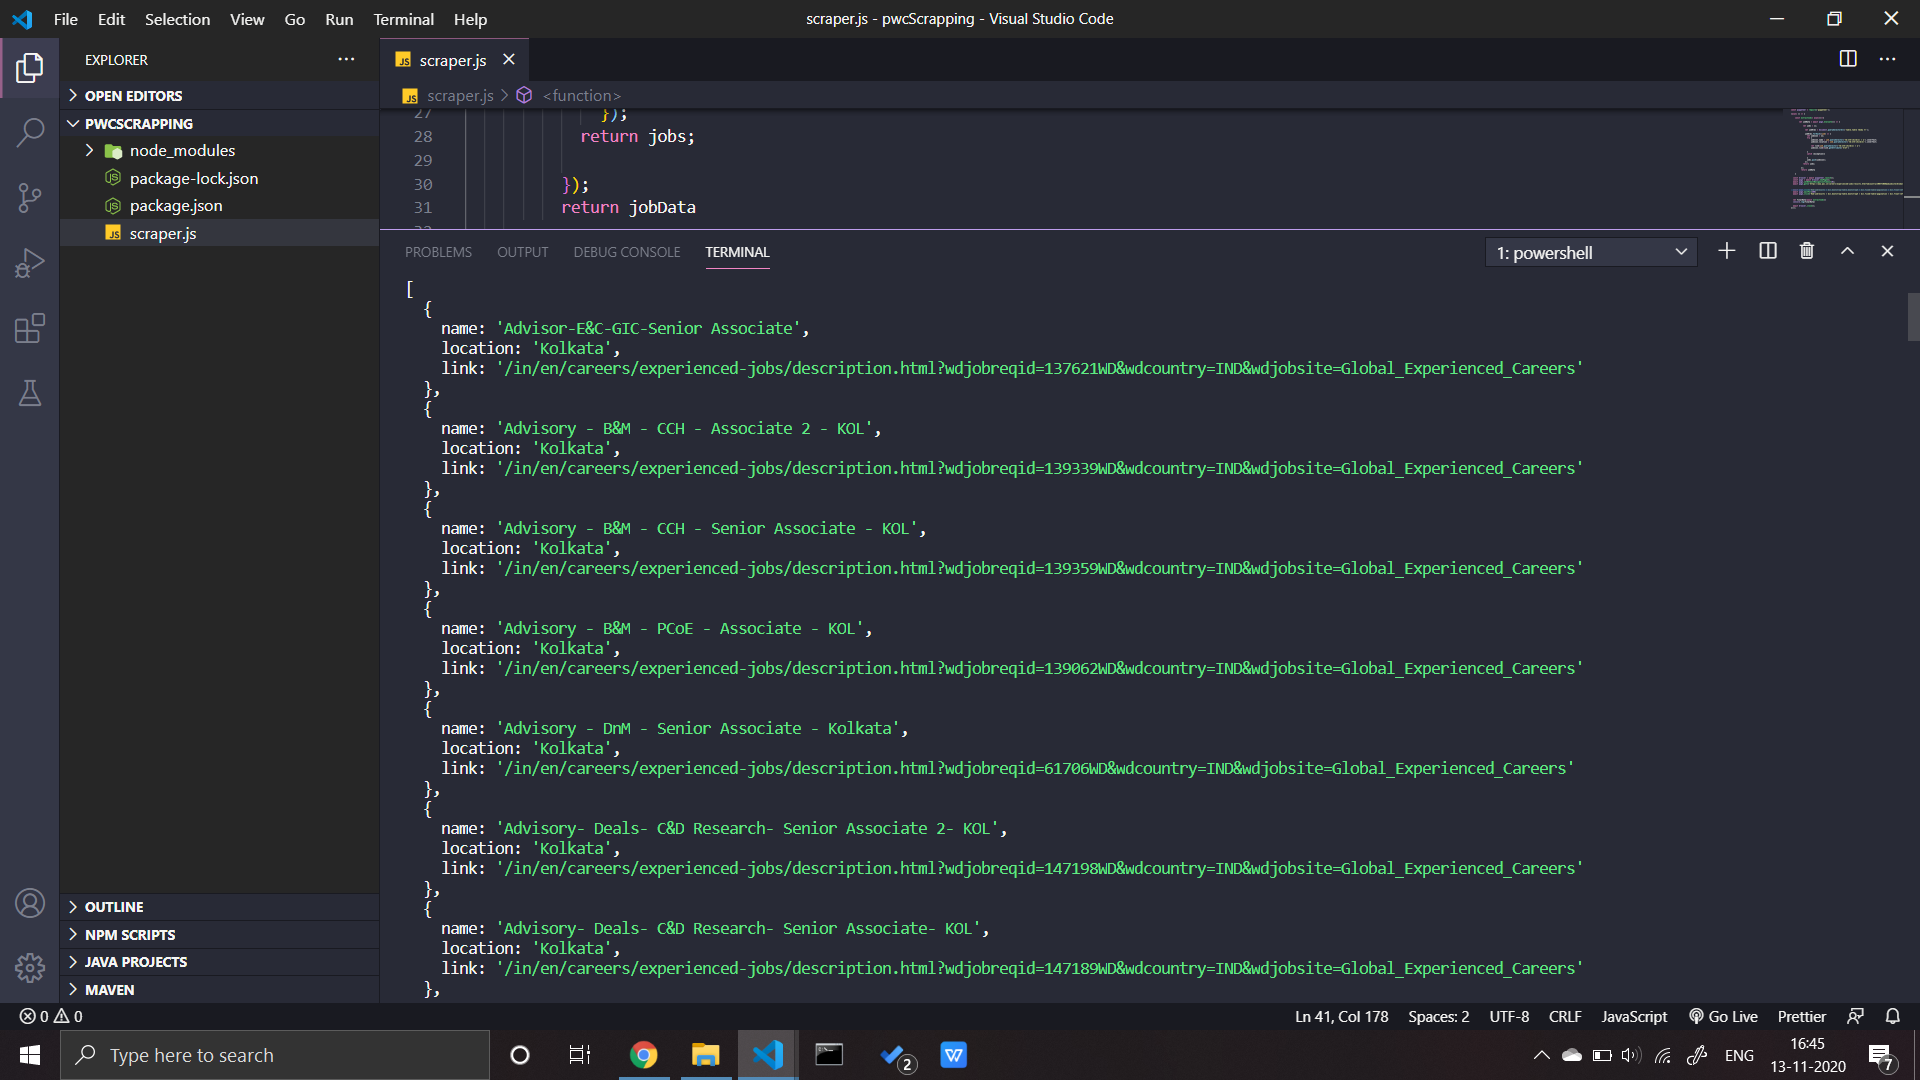 File Edit Selection View Go Run Terminal Help
scraper.js - pwcScrapping - Visual Studio Code
EXPLORER
OPEN EDITORS
PWCSCRAPPING
node_modules
package-lock.json
package.json
scraper.js
OUTLINE
NPM SCRIPTS
JAVA PROJECTS
MAVEN
scraper.js
scraper.js > <function>
27 });
28 return jobs;
29
30 });
31 return jobData
PROBLEMS OUTPUT DEBUG CONSOLE TERMINAL
1: powershell
[
{
name: 'Advisor-E&C-GIC-Senior Associate',
location: 'Kolkata',
link: '/in/en/careers/experienced-jobs/description.html?wdjobreqid=137621WD&wdcountry=IND&wdjobsite=Global_Experienced_Careers'
},
{
name: 'Advisory - B&M - CCH - Associate 2 - KOL',
location: 'Kolkata',
link: '/in/en/careers/experienced-jobs/description.html?wdjobreqid=139339WD&wdcountry=IND&wdjobsite=Global_Experienced_Careers'
},
{
name: 'Advisory - B&M - CCH - Senior Associate - KOL',
location: 'Kolkata',
link: '/in/en/careers/experienced-jobs/description.html?wdjobreqid=139359WD&wdcountry=IND&wdjobsite=Global_Experienced_Careers'
},
{
name: 'Advisory - B&M - PCoE - Associate - KOL',
location: 'Kolkata',
link: '/in/en/careers/experienced-jobs/description.html?wdjobreqid=139062WD&wdcountry=IND&wdjobsite=Global_Experienced_Careers'
},
{
name: 'Advisory - DnM - Senior Associate - Kolkata',
location: 'Kolkata',
link: '/in/en/careers/experienced-jobs/description.html?wdjobreqid=61706WD&wdcountry=IND&wdjobsite=Global_Experienced_Careers'
},
{
name: 'Advisory- Deals- C&D Research- Senior Associate 2- KOL',
location: 'Kolkata',
link: '/in/en/careers/experienced-jobs/description.html?wdjobreqid=147198WD&wdcountry=IND&wdjobsite=Global_Experienced_Careers'
},
{
name: 'Advisory- Deals- C&D Research- Senior Associate- KOL',
location: 'Kolkata',
link: '/in/en/careers/experienced-jobs/description.html?wdjobreqid=147189WD&wdcountry=IND&wdjobsite=Global_Experienced_Careers'
},
0 0
Ln 41, Col 178 Spaces: 2 UTF-8 CRLF JavaScript Go Live Prettier
Type here to search
2
ENG
16:45
13-11-2020
7